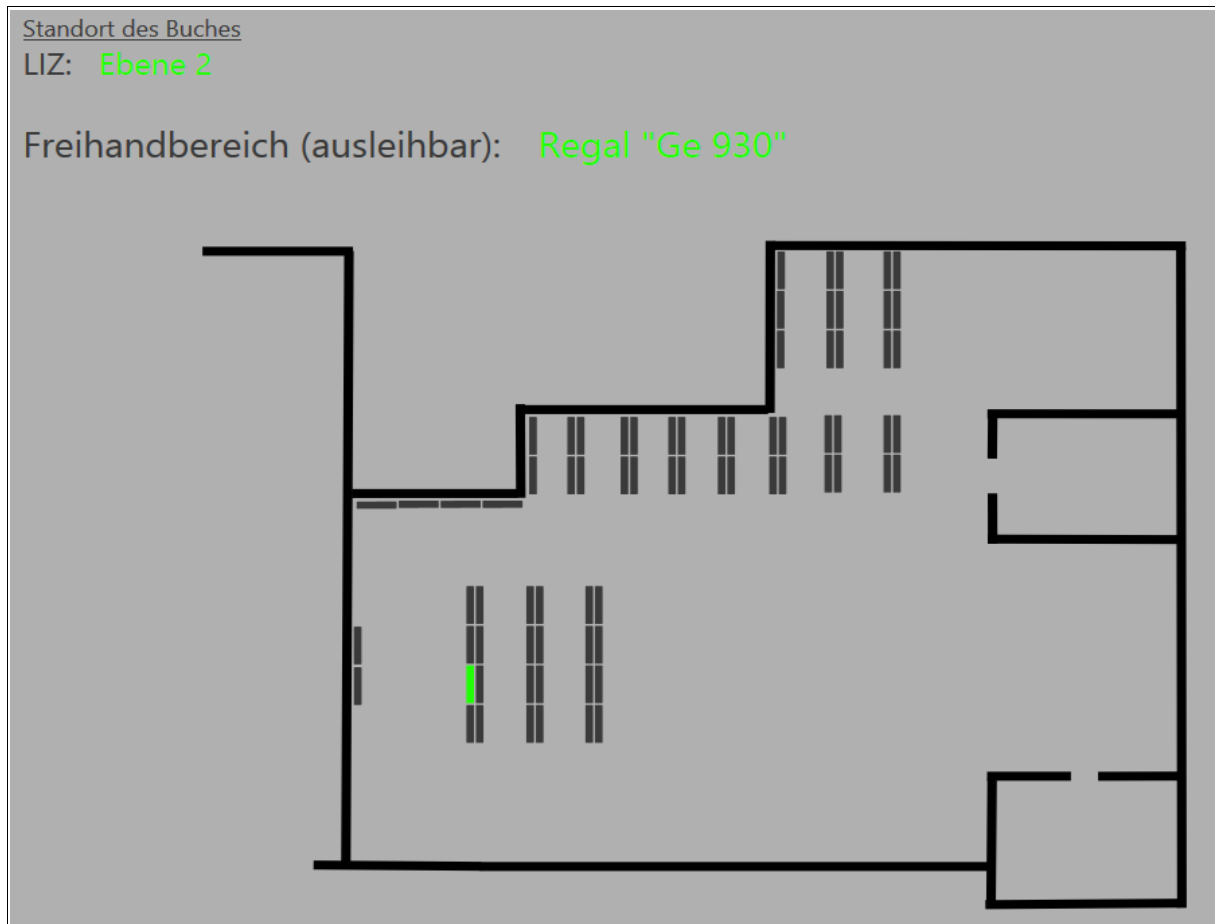 Standort des Buches
LIZ: Ebene 2
Freihandbereich (ausleihbar): Regal "Ge 930"